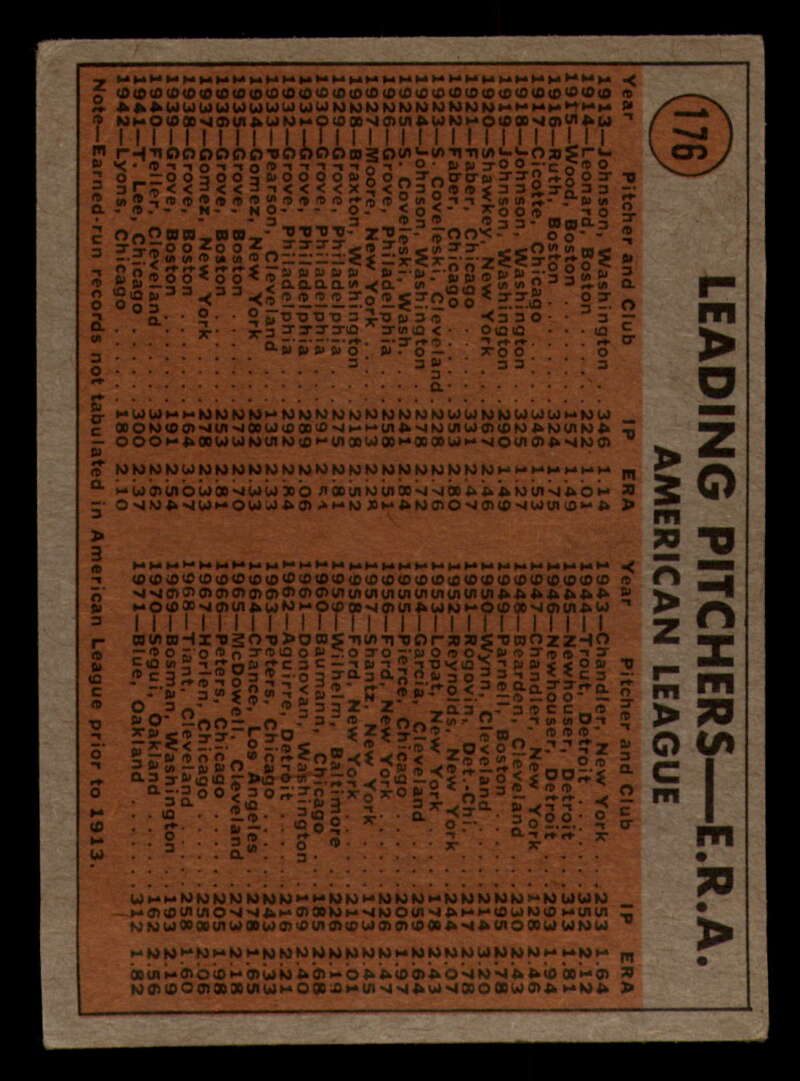 176
LEADING PITCHERS—E.R.A.
AMERICAN LEAGUE
Year Pitcher and Club IP ERA
1913—Johnson, Washington . . 346 1.14
1914—Leonard, Boston . . . . . 222 1.01
1915—Wood, Boston . . . . . . . 157 1.49
1916—Ruth, Boston . . . . . . . 324 1.75
1917—Cicotte, Chicago . . . . . 346 1.53
1918—Johnson, Washington . . 325 1.27
1919—Johnson, Washington . . 290 1.49
1920—Shawkey, New York . . . 267 2.46
1921—Faber, Chicago . . . . . . 331 2.47
1922—Faber, Chicago . . . . . . 353 2.80
1923—S. Coveleski, Cleveland . 228 2.76
1924—Johnson, Washington . . 278 2.72
1925—S. Coveleski, Wash. . . . 241 2.84
1926—Grove, Philadelphia . . . 258 2.51
1927—Moore, New York . . . . . 213 2.28
1928—Braxton, Washington . . 218 2.52
1929—Grove, Philadelphia . . . 275 2.81
1930—Grove, Philadelphia . . . 291 2.54
1931—Grove, Philadelphia . . . 289 2.06
1932—Grove, Philadelphia . . . 292 2.84
1933—Pearson, Cleveland . . . 135 2.33
1934—Gomez, New York . . . . 282 2.33
1935—Grove, Boston . . . . . . 273 2.70
1936—Grove, Boston . . . . . . 253 2.81
1937—Gomez, New York . . . . 278 2.33
1938—Grove, Boston . . . . . . 164 3.07
1939—Grove, Boston . . . . . . 191 2.54
1940—Feller, Cleveland . . . . 320 2.62
1941—T. Lee, Chicago . . . . . 300 2.37
1942—Lyons, Chicago . . . . . 180 2.10
Year Pitcher and Club IP ERA
1943—Chandler, New York . . 253 1.64
1944—Trout, Detroit . . . . . . 352 2.12
1945—Newhouser, Detroit . . . 313 1.81
1946—Newhouser, Detroit . . . 293 1.94
1947—Chandler, New York . . 128 2.46
1948—Bearden, Cleveland . . . 230 2.43
1949—Parnell, Boston . . . . . 295 2.78
1950—Wynn, Cleveland . . . . 214 3.20
1951—Rogovin, Det.-Chi. . . . 217 2.78
1952—Reynolds, New York . . 244 2.07
1953—Lopat, New York . . . . 178 2.43
1954—Garcia, Cleveland . . . . 259 2.64
1955—Pierce, Chicago . . . . . 206 1.97
1956—Ford, New York . . . . . 226 2.47
1957—Shantz, New York . . . . 173 2.45
1958—Ford, New York . . . . . 219 2.01
1959—Wilhelm, Baltimore . . . 226 2.19
1960—Baumann, Chicago . . . . 185 2.68
1961—Donovan, Washington . 169 2.40
1962—Aguirre, Detroit . . . . . 216 2.21
1963—Peters, Chicago . . . . . 243 2.33
1964—Chance, Los Angeles . . 278 1.65
1965—McDowell, Cleveland . . 273 2.18
1966—Peters, Chicago . . . . . 205 1.98
1967—Horlen, Chicago . . . . . 258 2.06
1968—Tiant, Cleveland . . . . . 258 1.60
1969—Bosman, Washington . . 193 2.19
1970—Segui, Oakland . . . . . 162 2.56
1971—Blue, Oakland . . . . . . 312 1.82
Note—Earned-run records not tabulated in American League prior to 1913.